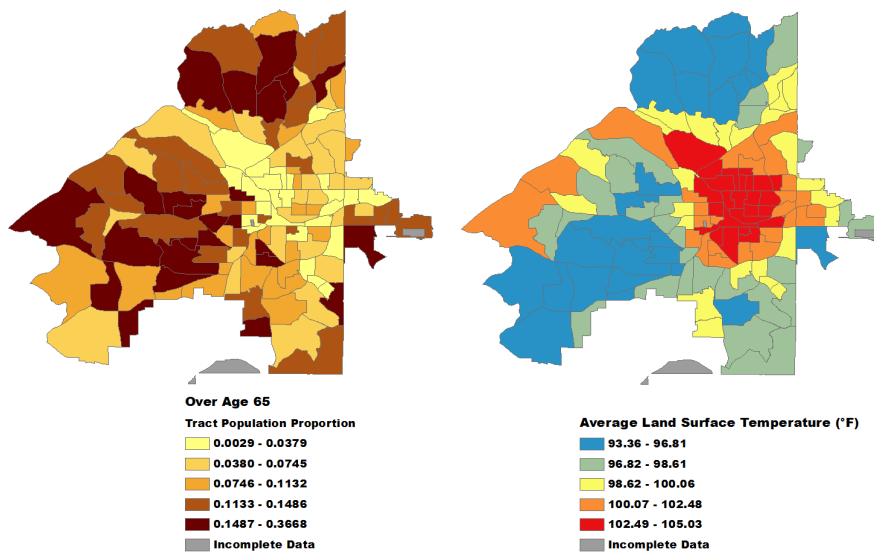 Over Age 65
Tract Population Proportion
0.0029 - 0.0379
0.0380 - 0.0745
0.0746 - 0.1132
0.1133 - 0.1486
0.1487 - 0.3668
Incomplete Data
Average Land Surface Temperature (°F)
93.36 - 96.81
96.82 - 98.61
98.62 - 100.06
100.07 - 102.48
102.49 - 105.03
Incomplete Data